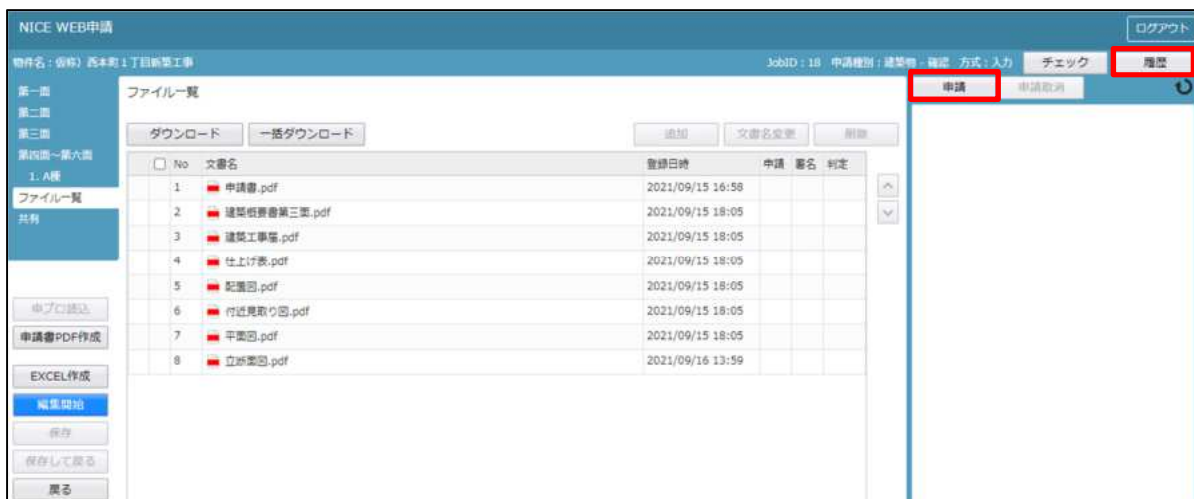 NICE WEB申請
ログアウト
物件名：仮称）西本町１丁目新築工事
JobID：18 申請種別：建築物 - 確認 方式：入力
チェック
履歴
第一面
第二面
第三面
第四面～第六面
1. A棟
ファイル一覧
共有
ファイル一覧
申請
申請取消
ダウンロード
一括ダウンロード
追加
文書名変更
削除
No 文書名 登録日時 申請 署名 判定
1 申請書.pdf 2021/09/15 16:58
2 建築概要書第三面.pdf 2021/09/15 18:05
3 建築工事届.pdf 2021/09/15 18:05
4 仕上げ表.pdf 2021/09/15 18:05
5 配置図.pdf 2021/09/15 18:05
6 付近見取り図.pdf 2021/09/15 18:05
7 平面図.pdf 2021/09/15 18:05
8 立断面図.pdf 2021/09/16 13:59
申プロ読込
申請書PDF作成
EXCEL作成
編集開始
保存
保存して戻る
戻る